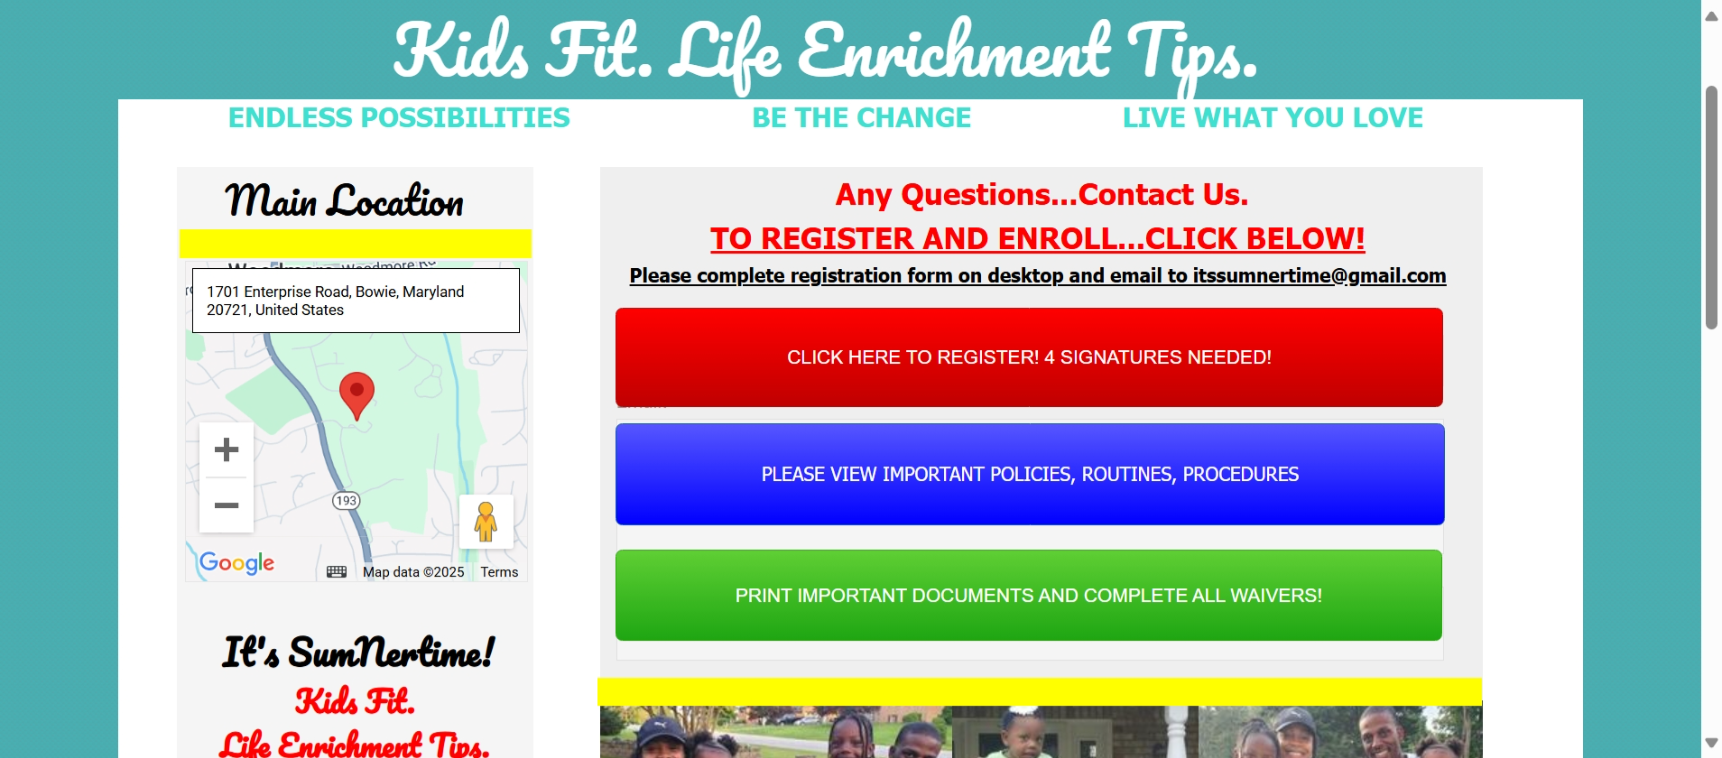 Kids Fit. Life Enrichment Tips.
ENDLESS POSSIBILITIES
BE THE CHANGE
LIVE WHAT YOU LOVE
Main Location
Woodmore Rd
1701 Enterprise Road, Bowie, Maryland
20721, United States
193
Google
Map data ©2025
Terms
It's SumNertime!
Kids Fit.
Life Enrichment Tips.
Any Questions...Contact Us.
TO REGISTER AND ENROLL...CLICK BELOW!
Please complete registration form on desktop and email to itssumnertime@gmail.com
CLICK HERE TO REGISTER! 4 SIGNATURES NEEDED!
PLEASE VIEW IMPORTANT POLICIES, ROUTINES, PROCEDURES
PRINT IMPORTANT DOCUMENTS AND COMPLETE ALL WAIVERS!